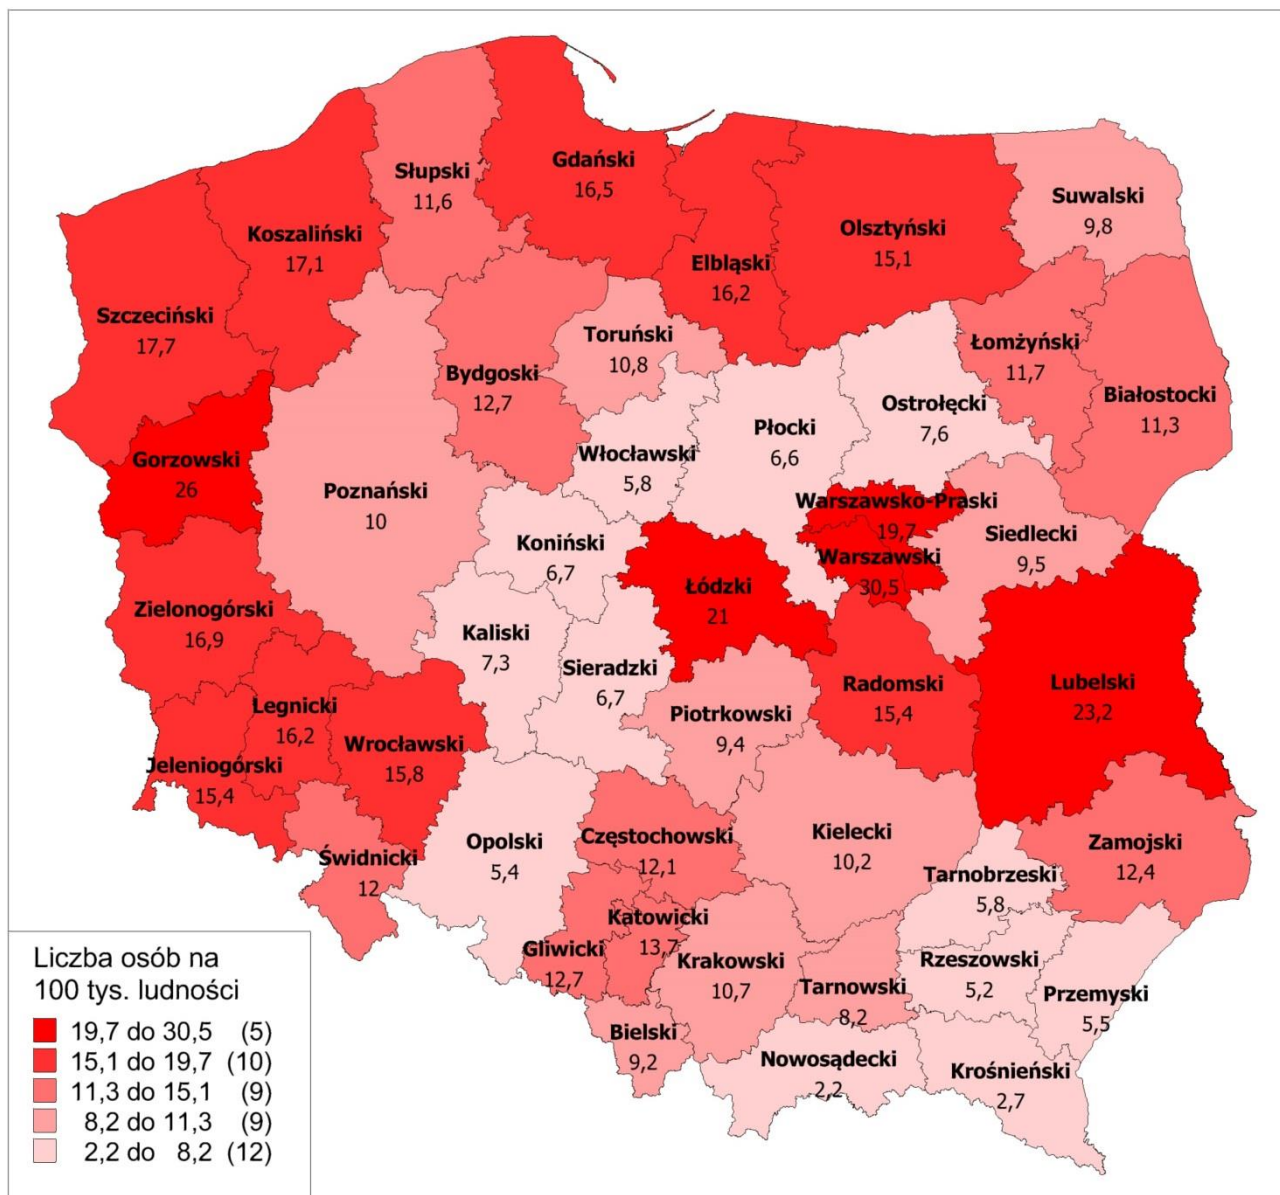 Gdański
16,5
Słupski
11,6
Suwalski
9,8
Koszaliński
17,1
Olsztyński
15,1
Elbląski
16,2
Szczeciński
17,7
Toruński
10,8
Łomżyński
11,7
Bydgoski
12,7
Białostocki
11,3
Ostrołęcki
7,6
Płocki
6,6
Włocławski
5,8
Gorzowski
26
Poznański
10
Warszawsko-Praski
19,7
Siedlecki
9,5
Koniński
6,7
Warszawski
30,5
Łódzki
21
Zielonogórski
16,9
Kaliski
7,3
Sieradzki
6,7
Radomski
15,4
Lubelski
23,2
Legnicki
16,2
Piotrkowski
9,4
Wrocławski
15,8
Jeleniogórski
15,4
Kielecki
10,2
Częstochowski
12,1
Opolski
5,4
Zamojski
12,4
Świdnicki
12
Tarnobrzeski
5,8
Katowicki
13,7
Gliwicki
12,7
Krakowski
10,7
Rzeszowski
5,2
Tarnowski
8,2
Przemyski
5,5
Bielski
9,2
Nowosądecki
2,2
Krośnieński
2,7
Liczba osób na
100 tys. ludności
19,7 do 30,5 (5)
15,1 do 19,7 (10)
11,3 do 15,1 (9)
8,2 do 11,3 (9)
2,2 do 8,2 (12)